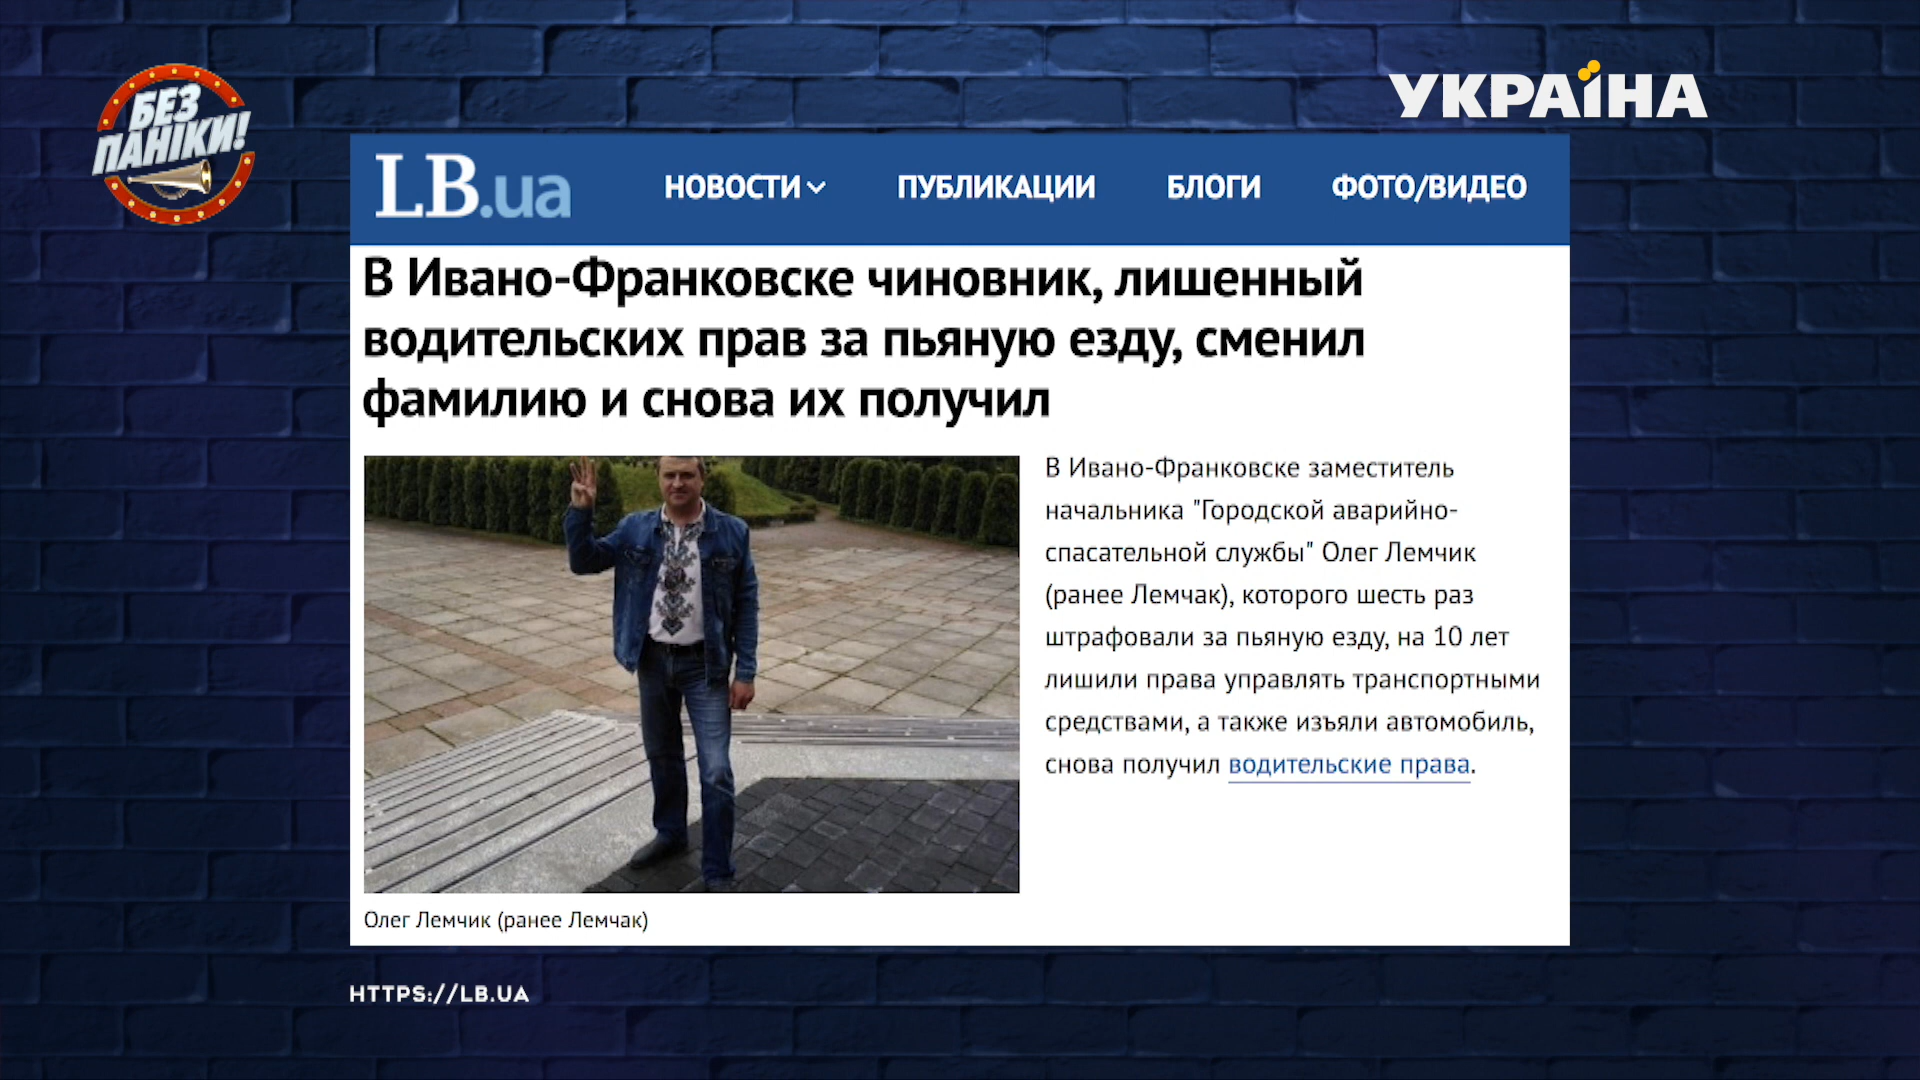 БЕЗ
ПАНІКИ!
УКРАЇНА
LB.ua
НОВОСТИ
ПУБЛИКАЦИИ
БЛОГИ
ФОТО/ВИДЕО
В Ивано-Франковске чиновник, лишенный
водительских прав за пьяную езду, сменил
фамилию и снова их получил
В Ивано-Франковске заместитель
начальника "Городской аварийно-
спасательной службы" Олег Лемчик
(ранее Лемчак), которого шесть раз
штрафовали за пьяную езду, на 10 лет
лишили права управлять транспортными
средствами, а также изъяли автомобиль,
снова получил водительские права.
Олег Лемчик (ранее Лемчак)
HTTPS://LB.UA